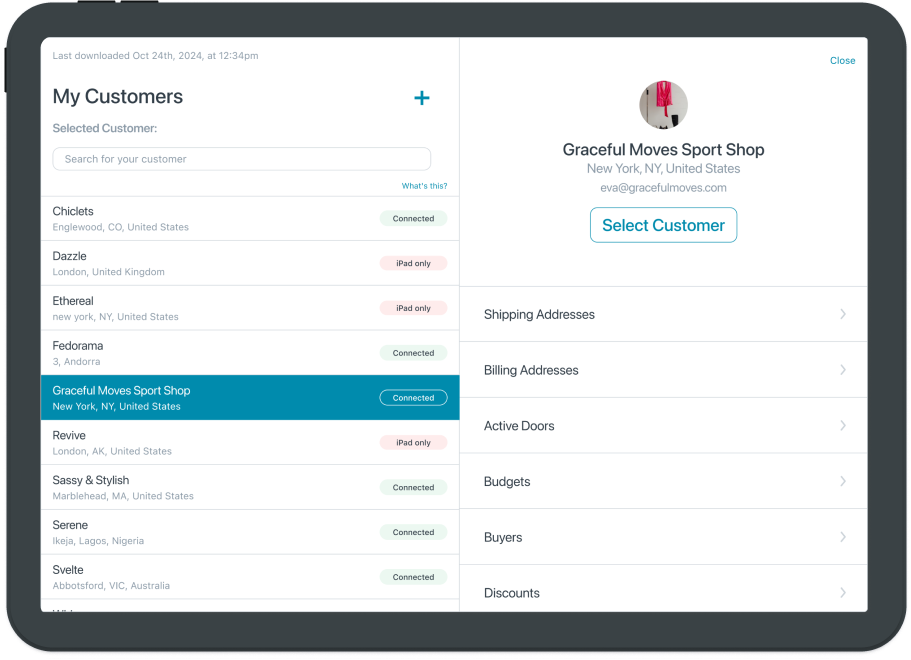 Last downloaded Oct 24th, 2024, at 12:34pm
My Customers
+
Selected Customer:
Search for your customer
What's this?
Chiclets
Englewood, CO, United States
Connected
Dazzle
London, United Kingdom
iPad only
Ethereal
new york, NY, United States
iPad only
Fedorama
3, Andorra
Connected
Graceful Moves Sport Shop
New York, NY, United States
Connected
Revive
London, AK, United States
iPad only
Sassy & Stylish
Marblehead, MA, United States
Connected
Serene
Ikeja, Lagos, Nigeria
Connected
Svelte
Abbotsford, VIC, Australia
Connected
Close
Graceful Moves Sport Shop
New York, NY, United States
eva@gracefulmoves.com
Select Customer
Shipping Addresses
Billing Addresses
Active Doors
Budgets
Buyers
Discounts